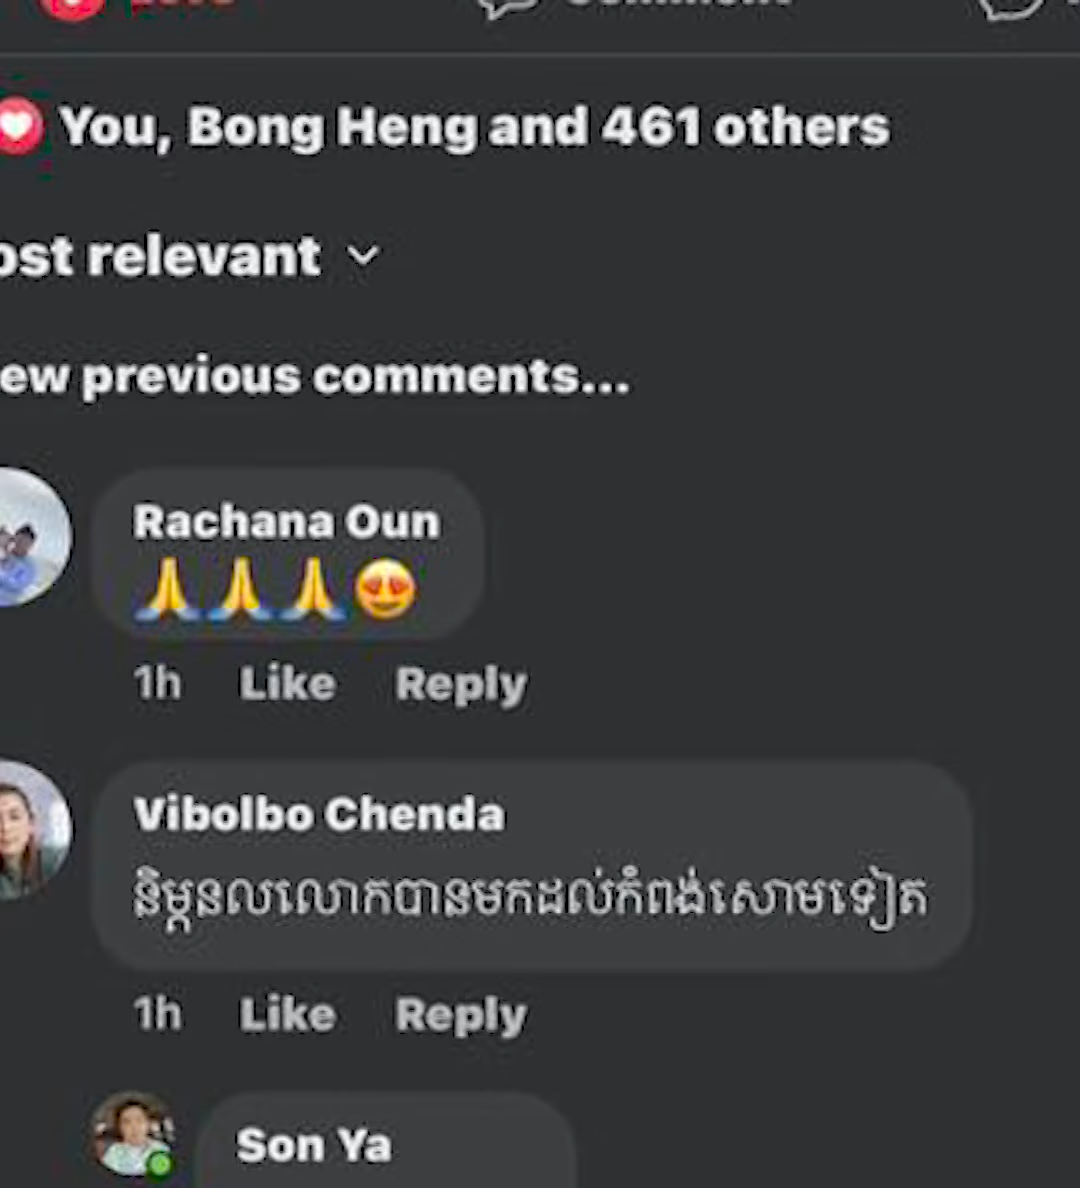 You, Bong Heng and 461 others
ost relevant
ew previous comments...
Rachana Oun
🙏🙏🙏😍
1h Like Reply
Vibolbo Chenda
និម្កនលលោកបានមកដល់កំពង់សោមទៀត
1h Like Reply
Son Ya